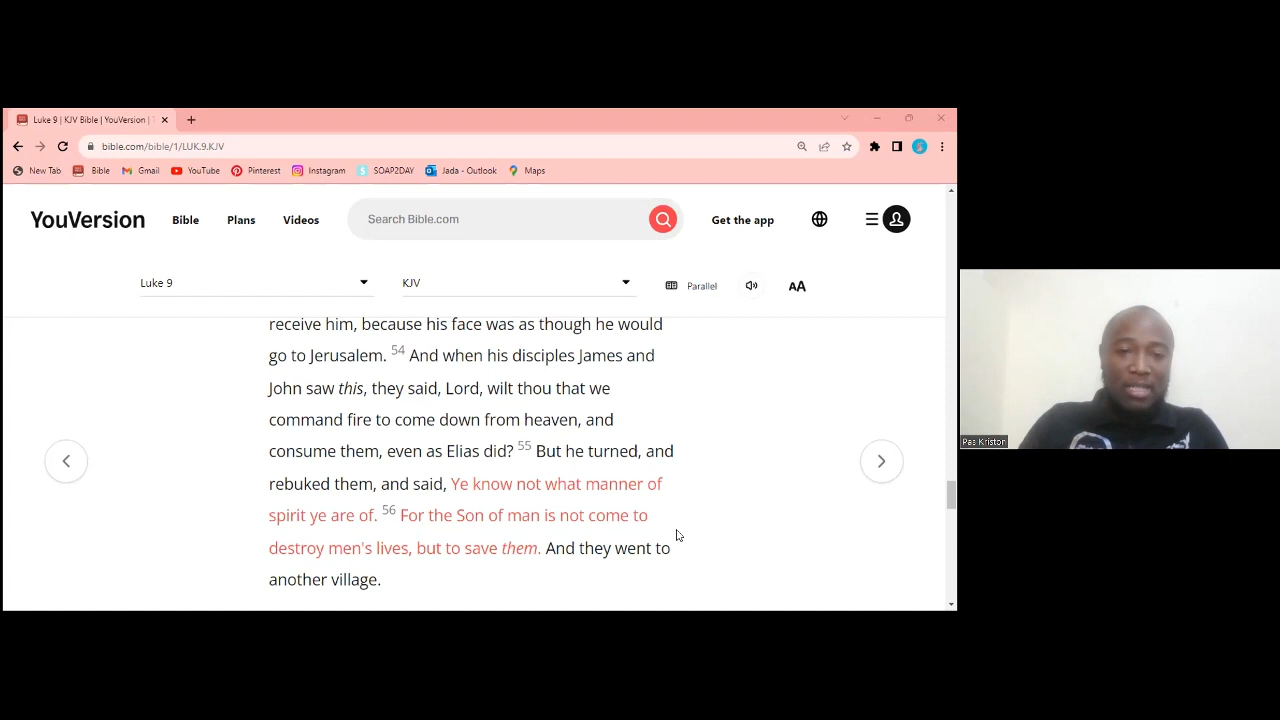 Luke 9 | KJV Bible | YouVersion |
bible.com/bible/1/LUK.9.KJV
New Tab Bible Gmail YouTube Pinterest Instagram SOAP2DAY Jada - Outlook Maps
YouVersion Bible Plans Videos Search Bible.com Get the app
Luke 9 KJV Parallel AA
receive him, because his face was as though he would
go to Jerusalem. 54 And when his disciples James and
John saw this, they said, Lord, wilt thou that we
command fire to come down from heaven, and
consume them, even as Elias did? 55 But he turned, and
rebuked them, and said, Ye know not what manner of
spirit ye are of. 56 For the Son of man is not come to
destroy men's lives, but to save them. And they went to
another village.
Pas Kriston